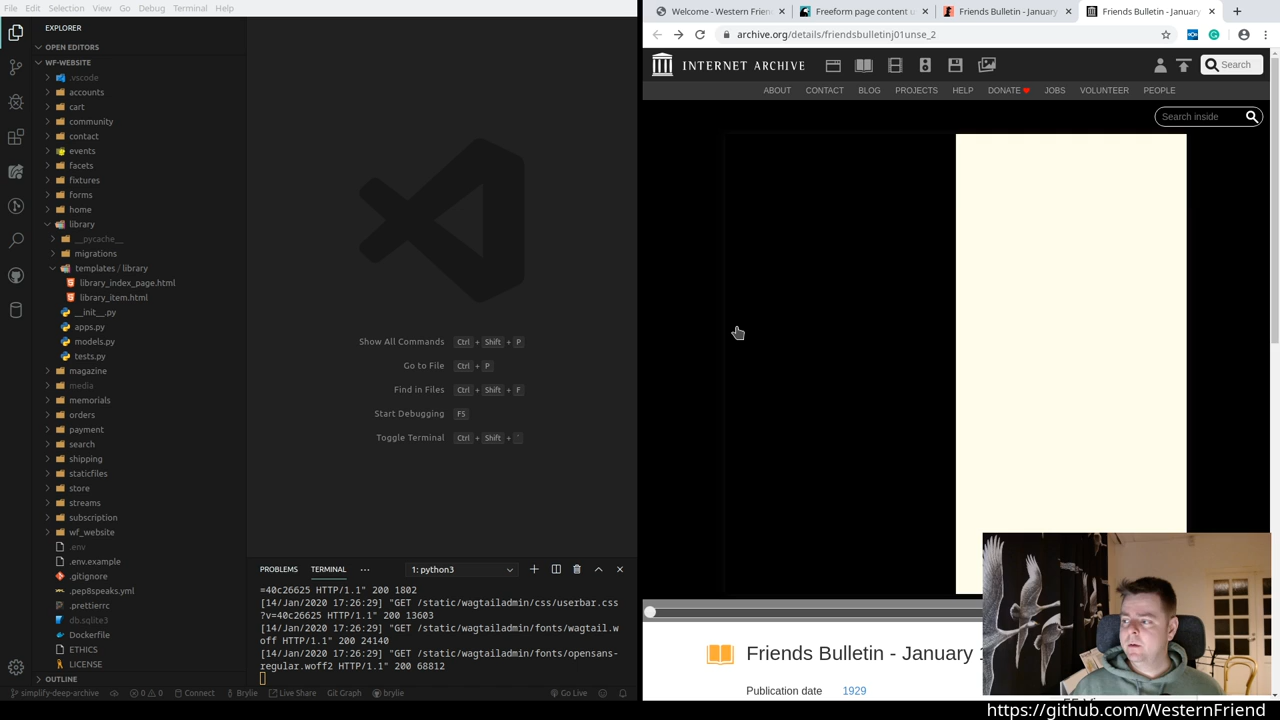 File Edit Selection View Go Debug Terminal Help
EXPLORER
OPEN EDITORS
WF-WEBSITE
.vscode
accounts
cart
community
contact
events
facets
fixtures
forms
home
library
__pycache__
migrations
templates / library
library_index_page.html
library_item.html
__init__.py
apps.py
models.py
tests.py
magazine
media
memorials
orders
payment
search
shipping
staticfiles
store
streams
subscription
wf_website
.env
.env.example
.gitignore
.pep8speaks.yml
.prettierrc
db.sqlite3
Dockerfile
ETHICS
LICENSE
OUTLINE
Show All Commands Ctrl + Shift + P
Go to File Ctrl + P
Find in Files Ctrl + Shift + F
Start Debugging F5
Toggle Terminal Ctrl + Shift + `
PROBLEMS TERMINAL ... 1: python3
=40c26625 HTTP/1.1" 200 1802
[14/Jan/2020 17:26:29] "GET /static/wagtailadmin/css/userbar.css
?v=40c26625 HTTP/1.1" 200 13603
[14/Jan/2020 17:26:29] "GET /static/wagtailadmin/fonts/wagtail.w
off HTTP/1.1" 200 24140
[14/Jan/2020 17:26:29] "GET /static/wagtailadmin/fonts/opensans-
regular.woff2 HTTP/1.1" 200 68812
simplify-deep-archive 0 0 Connect Brylie Live Share Git Graph brylie Go Live
Welcome - Western Frien
Freeform page content u
Friends Bulletin - January
Friends Bulletin - January
archive.org/details/friendsbulletinj01unse_2
INTERNET ARCHIVE
Search
ABOUT CONTACT BLOG PROJECTS HELP DONATE JOBS VOLUNTEER PEOPLE
Search inside
Friends Bulletin - January
Publication date 1929
https://github.com/WesternFriend